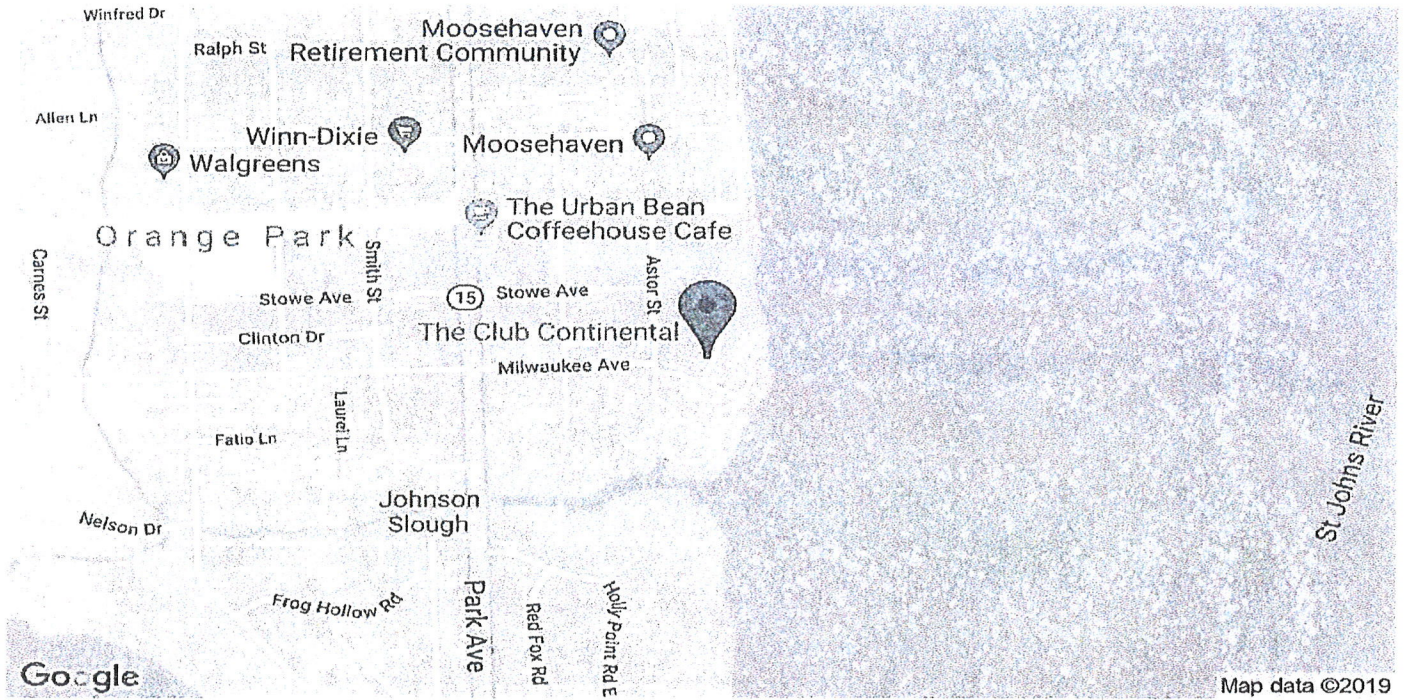 Winfred Dr
Moosehaven
Retirement Community
Ralph St
Allen Ln
Winn-Dixie
Walgreens
Moosehaven
The Urban Bean
Coffeehouse Cafe
Orange Park
Smith St
Carnes St
Astor St
Stowe Ave
15
Stowe Ave
The Club Continental
Clinton Dr
Milwaukee Ave
Laurel Ln
Fatio Ln
St Johns River
Johnson
Slough
Nelson Dr
Frog Hollow Rd
Park Ave
Red Fox Rd
Holly Point Rd E
Google
Map data ©2019